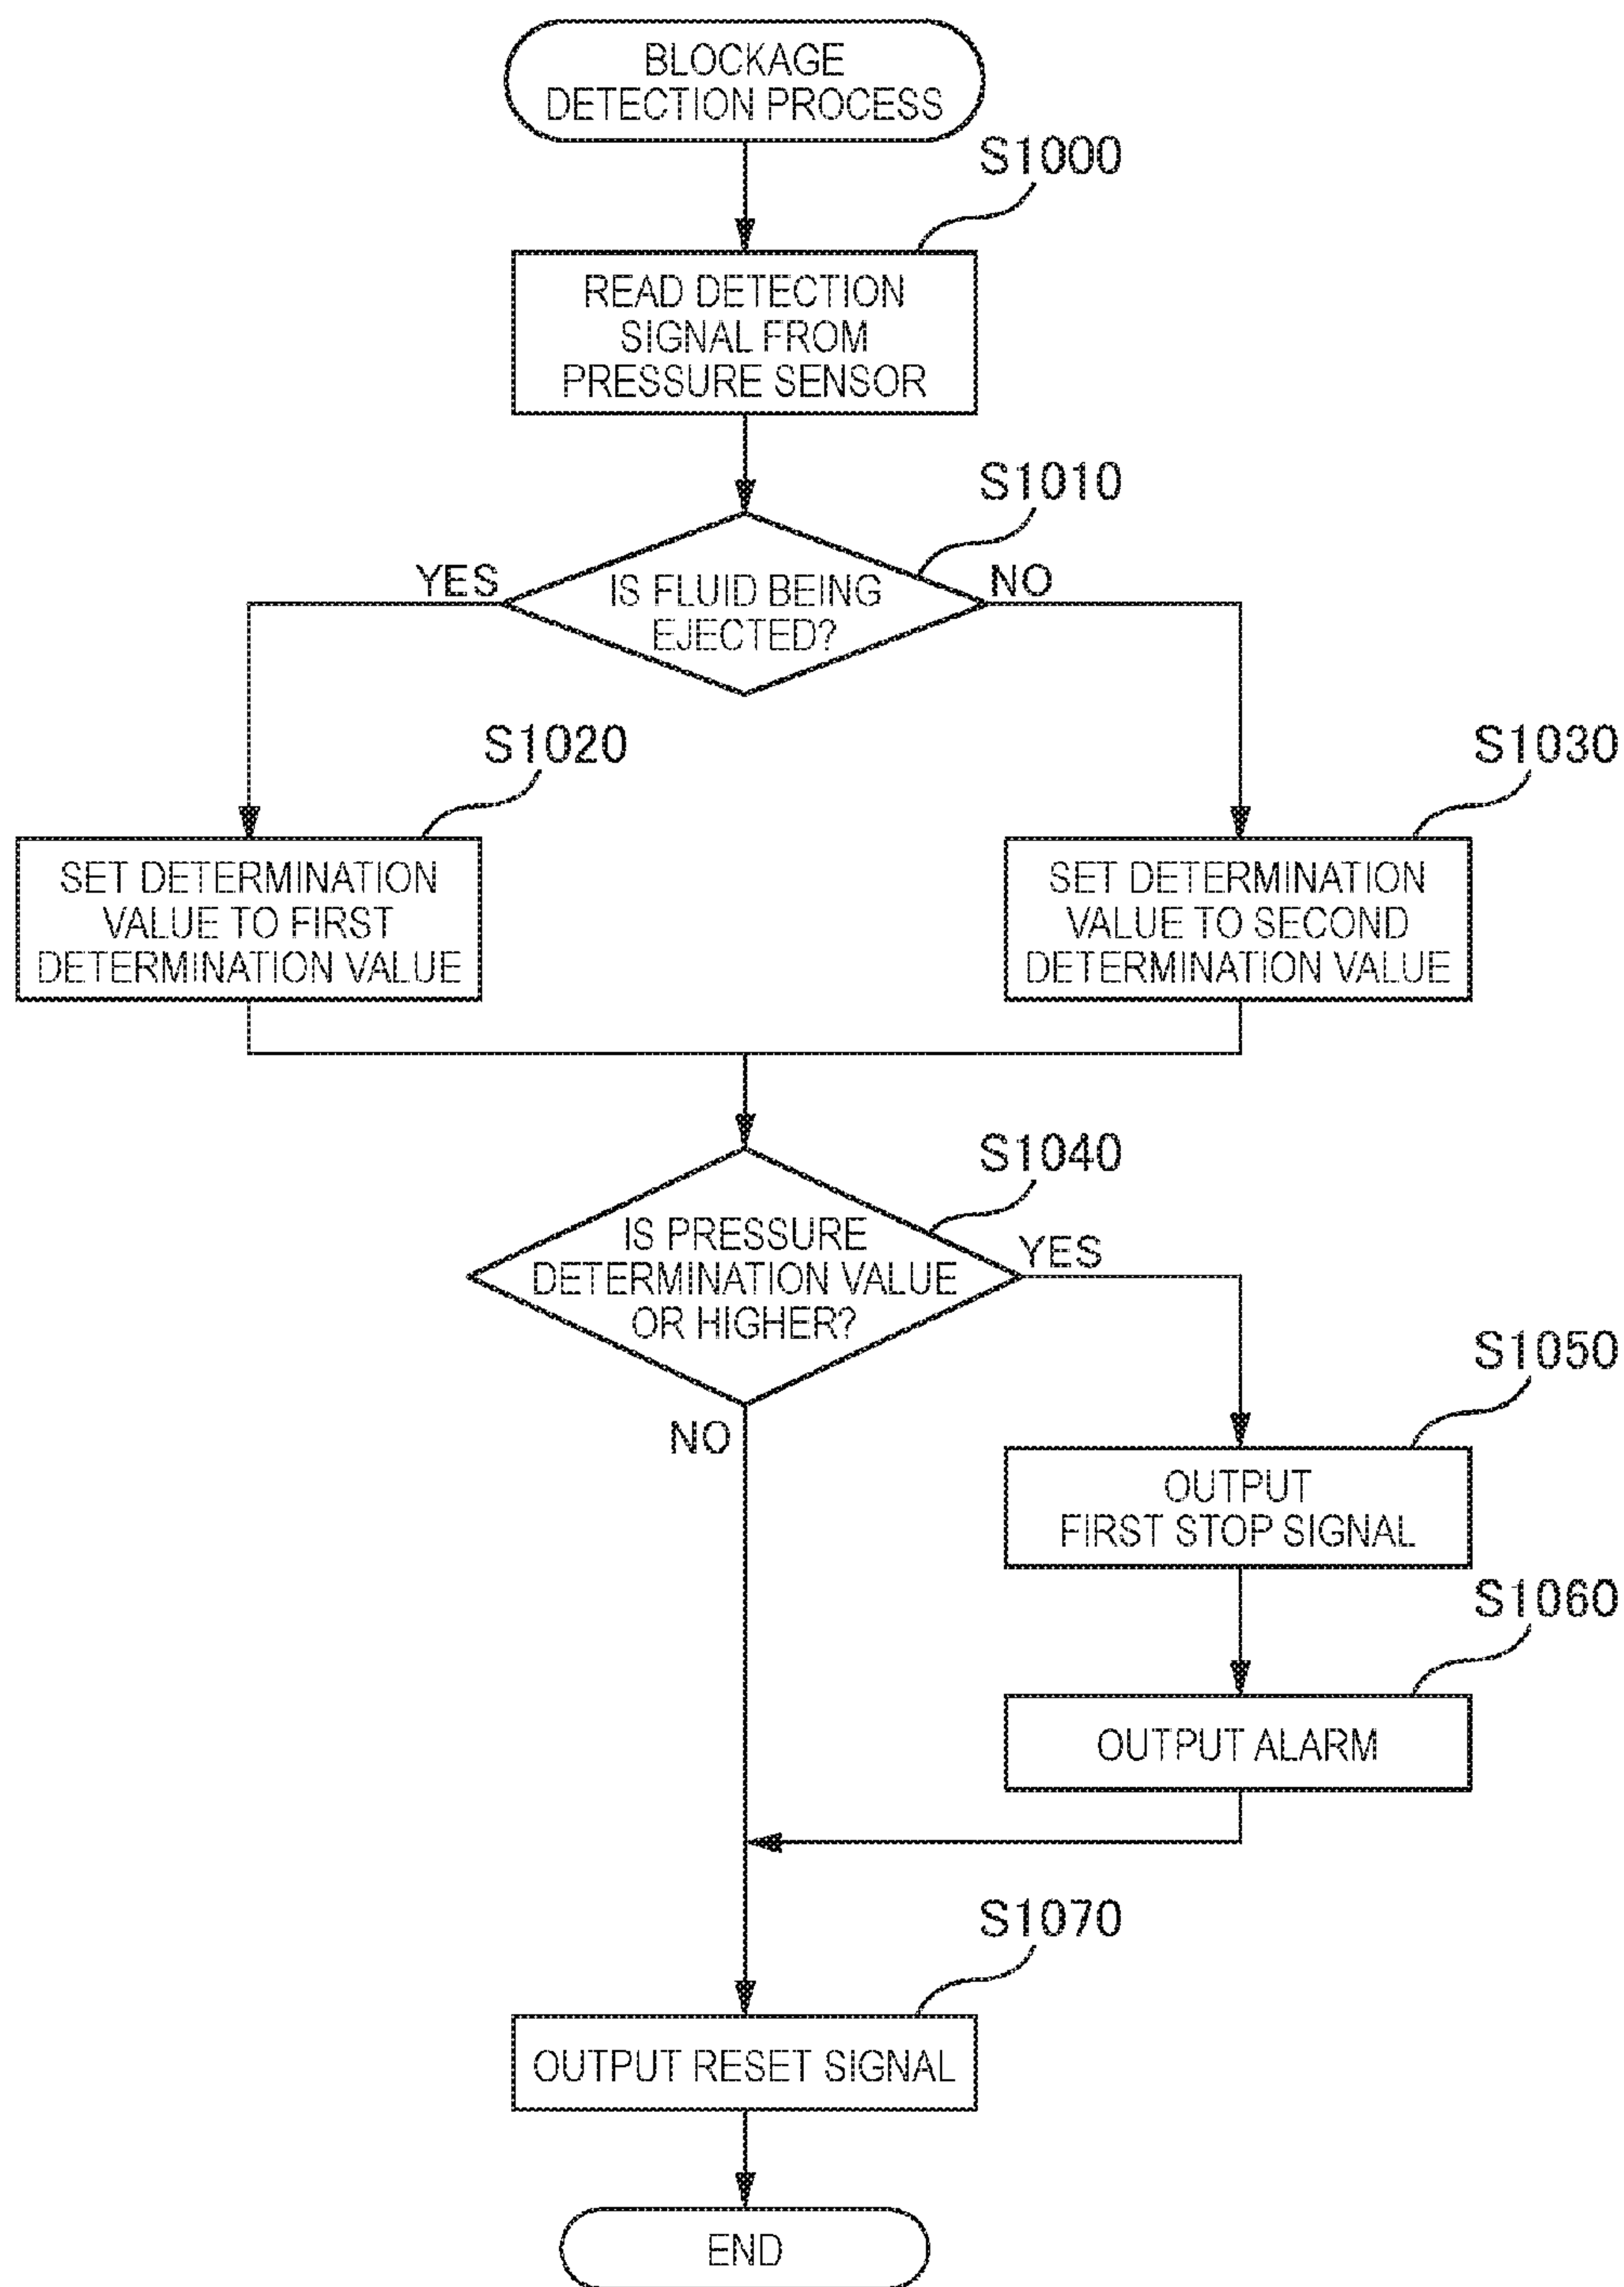 BLOCKAGE
DETECTION PROCESS
S1000
READ DETECTION
SIGNAL FROM
PRESSURE SENSOR
S1010
IS FLUID BEING
EJECTED?
YES
NO
S1020
SET DETERMINATION
VALUE TO FIRST
DETERMINATION VALUE
S1030
SET DETERMINATION
VALUE TO SECOND
DETERMINATION VALUE
S1040
IS PRESSURE
DETERMINATION VALUE
OR HIGHER?
YES
NO
S1050
OUTPUT
FIRST STOP SIGNAL
S1060
OUTPUT ALARM
S1070
OUTPUT RESET SIGNAL
END